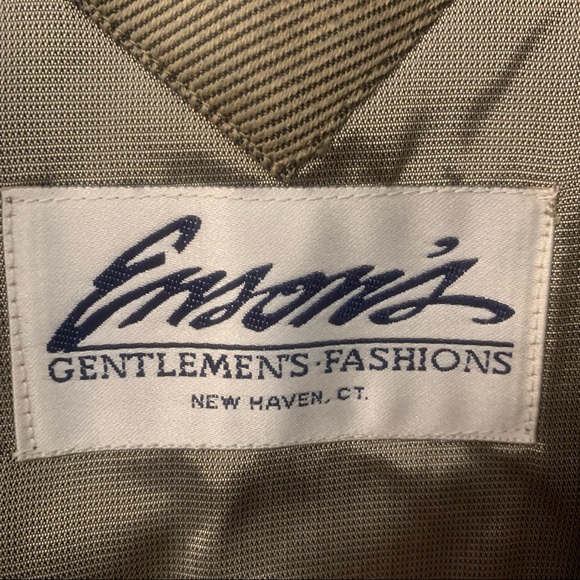 Enson's
GENTLEMEN'S·FASHIONS
NEW HAVEN, CT.